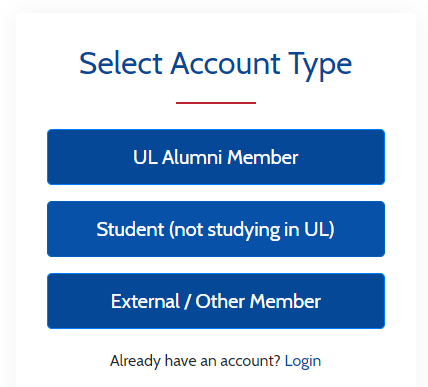 Select Account Type
UL Alumni Member
Student (not studying in UL)
External / Other Member
Already have an account? Login